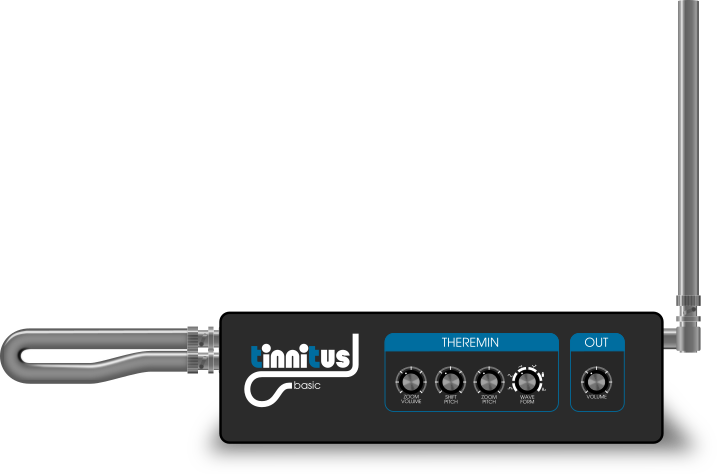 tinnitus
basic
THEREMIN
OUT
ZOOM
VOLUME
SHIFT
PITCH
ZOOM
PITCH
WAVE
FORM
VOLUME